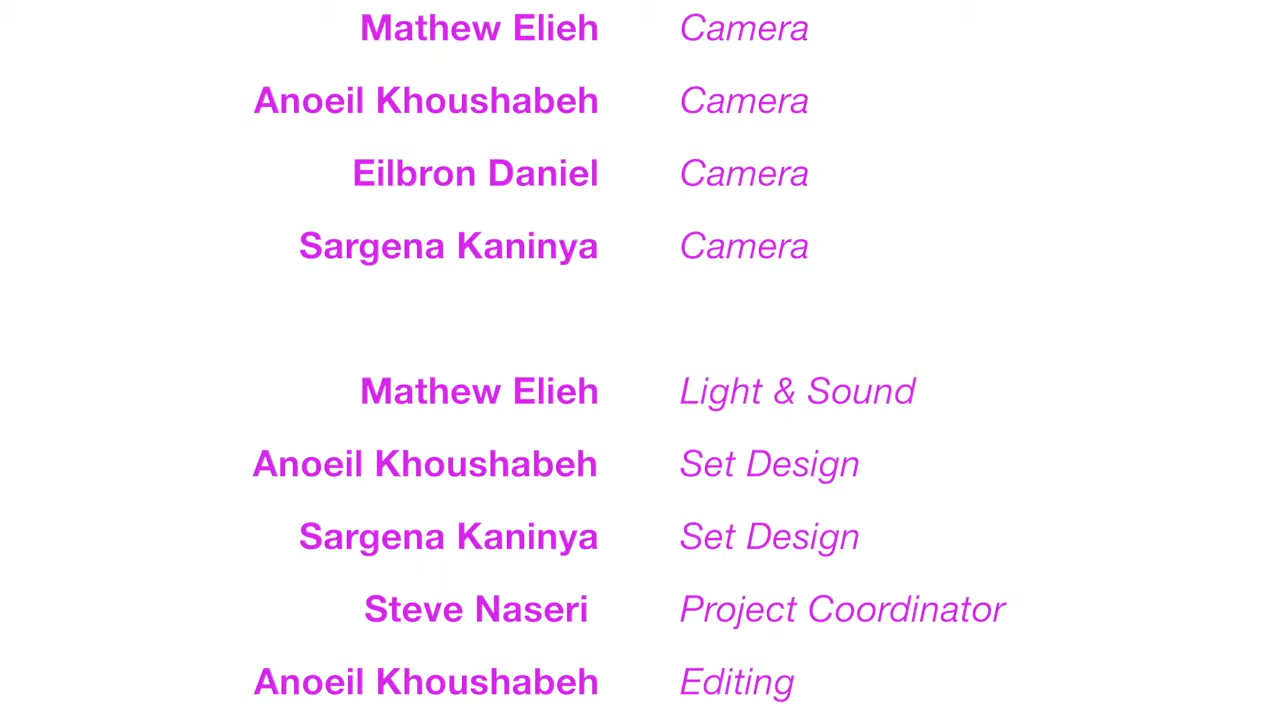 Mathew Elieh Camera
Anoeil Khoushabeh Camera
Eilbron Daniel Camera
Sargena Kaninya Camera
Mathew Elieh Light & Sound
Anoeil Khoushabeh Set Design
Sargena Kaninya Set Design
Steve Naseri Project Coordinator
Anoeil Khoushabeh Editing